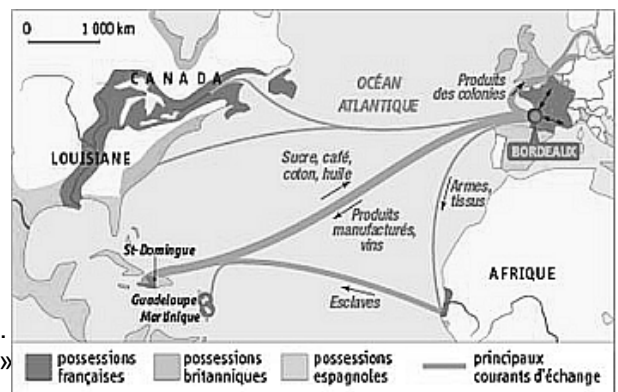 0 1 000 km
CANADA
OCÉAN
ATLANTIQUE
Produits
des colonies
BORDEAUX
LOUISIANE
Sucre, café,
coton, huile
Armes,
tissus
Produits
manufacturés,
vins
St-Domingue
Guadeloupe
Martinique
Esclaves
AFRIQUE
.
»
possessions
françaises
possessions
britanniques
possessions
espagnoles
principaux
courants d'échange